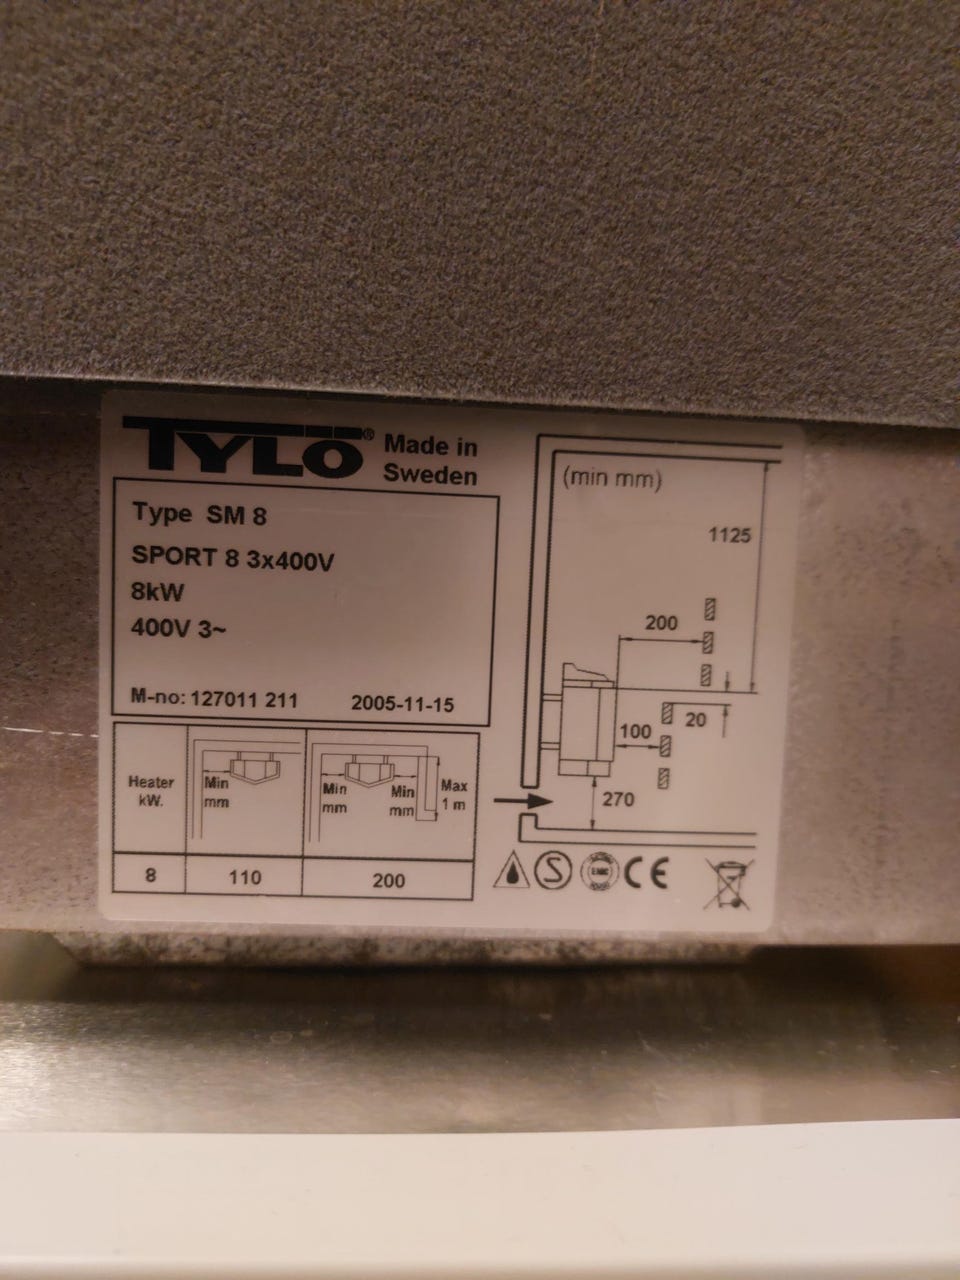 TYLÖ® Made in
Sweden
Type SM 8
SPORT 8 3x400V
8kW
400V 3~
M-no: 127011 211 2005-11-15
Heater
kW.
Min
mm
Min
mm
Min
mm
Max
1 m
8 110 200
(min mm)
1125
200
20
100
270
S
EMC
CE